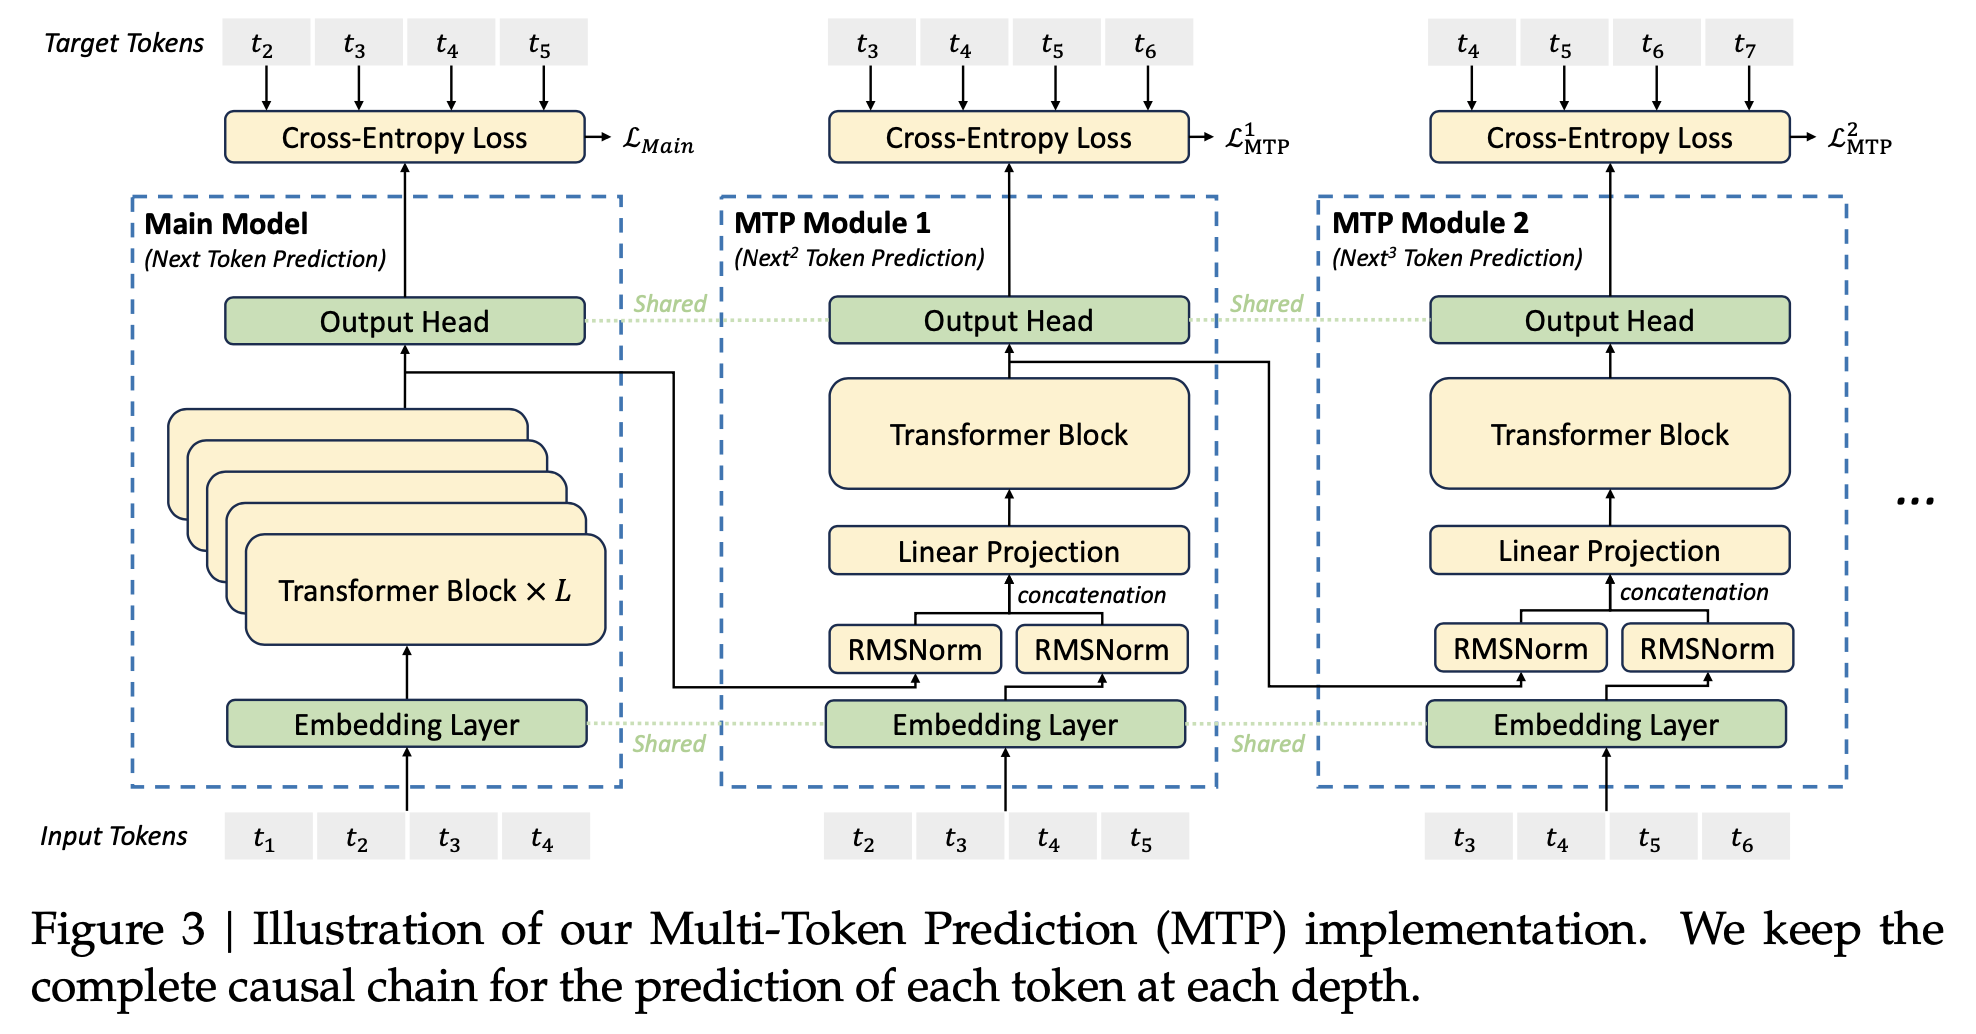 Target Tokens t₂ t₃ t₄ t₅ t₃ t₄ t₅ t₆ t₄ t₅ t₆ t₇
Cross-Entropy Loss ℒ_Main Cross-Entropy Loss ℒ¹_MTP Cross-Entropy Loss ℒ²_MTP
Main Model
(Next Token Prediction)
MTP Module 1
(Next² Token Prediction)
MTP Module 2
(Next³ Token Prediction)
Shared Shared
Output Head Output Head Output Head
Transformer Block Transformer Block
...
Linear Projection Linear Projection
Transformer Block × L concatenation concatenation
RMSNorm RMSNorm RMSNorm RMSNorm
Embedding Layer Embedding Layer Embedding Layer
Shared Shared
Input Tokens t₁ t₂ t₃ t₄ t₂ t₃ t₄ t₅ t₃ t₄ t₅ t₆
Figure 3 | Illustration of our Multi-Token Prediction (MTP) implementation. We keep the
complete causal chain for the prediction of each token at each depth.